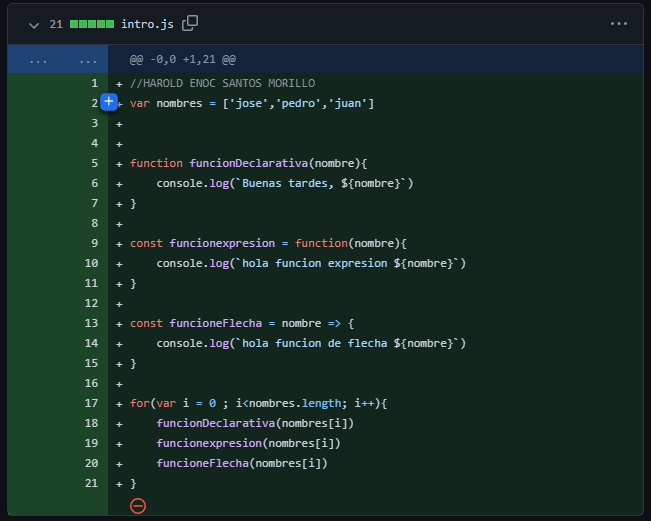 21 intro.js
... ... @@ -0,0 +1,21 @@
1 + //HAROLD ENOC SANTOS MORILLO
2 + var nombres = ['jose','pedro','juan']
3 +
4 +
5 + function funcionDeclarativa(nombre){
6 +     console.log(`Buenas tardes, ${nombre}`)
7 + }
8 +
9 + const funcionexpresion = function(nombre){
10 +     console.log(`hola funcion expresion ${nombre}`)
11 + }
12 +
13 + const funcioneFlecha = nombre => {
14 +     console.log(`hola funcion de flecha ${nombre}`)
15 + }
16 +
17 + for(var i = 0 ; i<nombres.length; i++){
18 +     funcionDeclarativa(nombres[i])
19 +     funcionexpresion(nombres[i])
20 +     funcioneFlecha(nombres[i])
21 + }